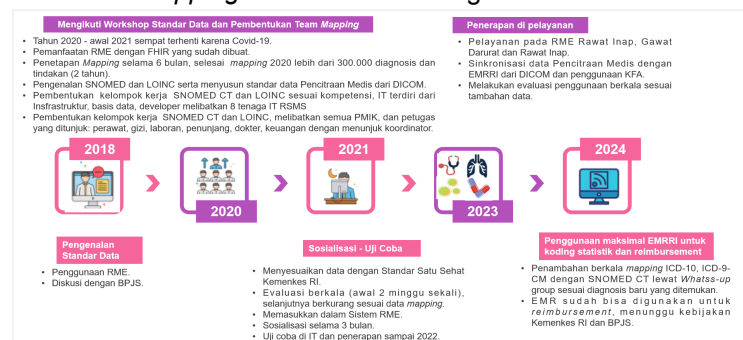 Mengikuti Workshop Standar Data dan Pembentukan Team Mapping
• Tahun 2020 - awal 2021 sempat terhenti karena Covid-19.
• Pemanfaatan RME dengan FHIR yang sudah dibuat.
• Penetapan Mapping selama 6 bulan, selesai mapping 2020 lebih dari 300.000 diagnosis dan
tindakan (2 tahun).
• Pengenalan SNOMED dan LOINC serta menyusun standar data Pencitraan Medis dari DICOM.
• Pembentukan kelompok kerja SNOMED CT dan LOINC sesuai kompetensi, IT terdiri dari
Insfrastruktur, basis data, developer melibatkan 8 tenaga IT RSMS
• Pembentukan kelompok kerja SNOMED CT dan LOINC, melibatkan semua PMIK, dan petugas
yang ditunjuk: perawat, gizi, laboran, penunjang, dokter, keuangan dengan menunjuk koordinator.
Penerapan di pelayanan
• Pelayanan pada RME Rawat Inap, Gawat
Darurat dan Rawat Inap.
• Sinkronisasi data Pencitraan Medis dengan
EMRRI dari DICOM dan penggunaan KFA.
• Melakukan evaluasi penggunaan berkala sesuai
tambahan data.
2018
2020
2021
2023
2024
Pengenalan
Standar Data
• Penggunaan RME.
• Diskusi dengan BPJS.
Sosialisasi - Uji Coba
• Menyesuaikan data dengan Standar Satu Sehat
Kemenkes RI.
• Evaluasi berkala (awal 2 minggu sekali),
selanjutnya berkurang sesuai data mapping.
• Memasukkan dalam Sistem RME.
• Sosialisasi selama 3 bulan.
• Uji coba di IT dan penerapan sampai 2022.
Penggunaan maksimal EMRRI untuk
koding statistik dan reimbursement
• Penambahan berkala mapping ICD-10, ICD-9-
CM dengan SNOMED CT lewat Whatss-up
group sesuai diagnosis baru yang ditemukan.
• EMR sudah bisa digunakan untuk
reimbursement, menunggu kebijakan
Kemenkes RI dan BPJS.